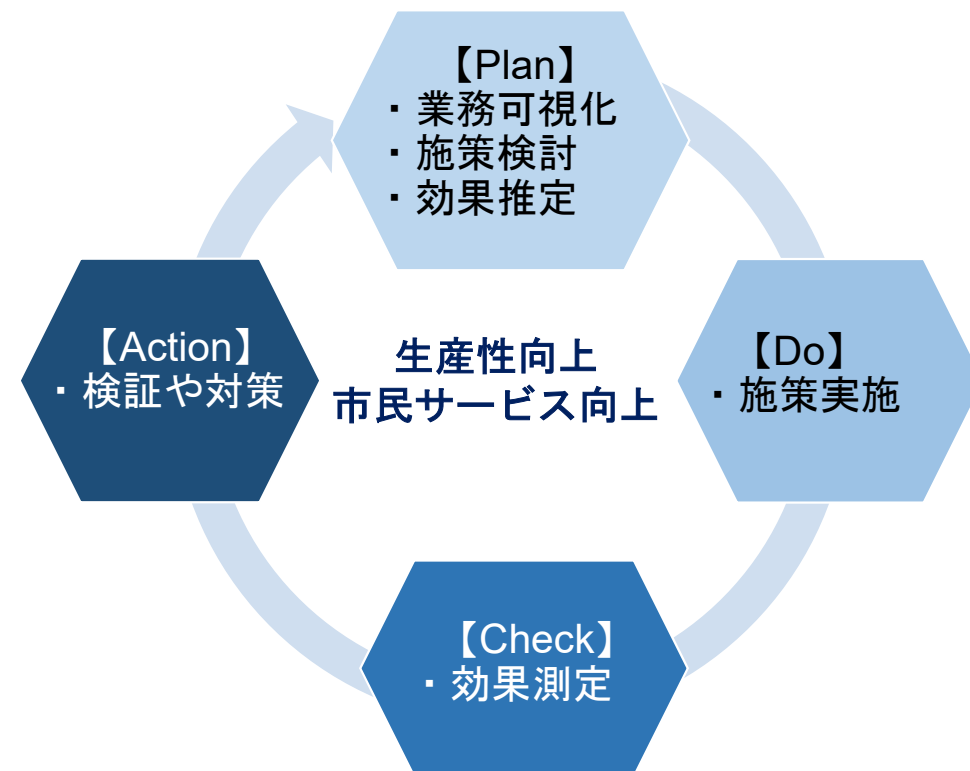 【Plan】
・業務可視化
・施策検討
・効果推定
【Do】
・施策実施
【Check】
・効果測定
【Action】
・検証や対策
生産性向上
市民サービス向上